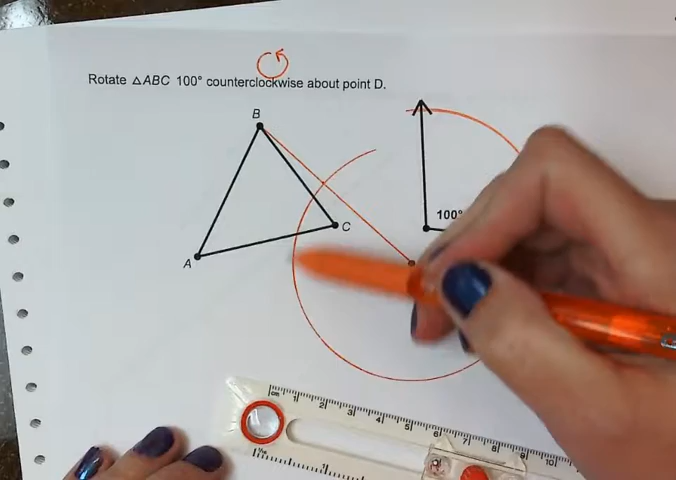 Rotate △ABC 100° counterclockwise about point D.
B
100°
C
A
cm 1 2 3 4 5 6 7 8 9 10